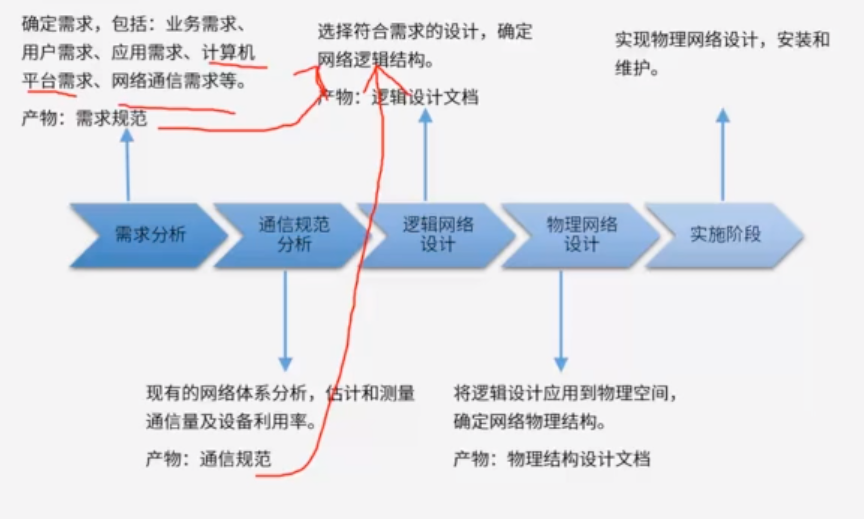 确定需求，包括：业务需求、
用户需求、应用需求、计算机
平台需求、网络通信需求等。
产物：需求规范
选择符合需求的设计，确定
网络逻辑结构。
产物：逻辑设计文档
实现物理网络设计，安装和
维护。
需求分析
通信规范
分析
逻辑网络
设计
物理网络
设计
实施阶段
现有的网络体系分析，估计和测量
通信量及设备利用率。
产物：通信规范
将逻辑设计应用到物理空间，
确定网络物理结构。
产物：物理结构设计文档